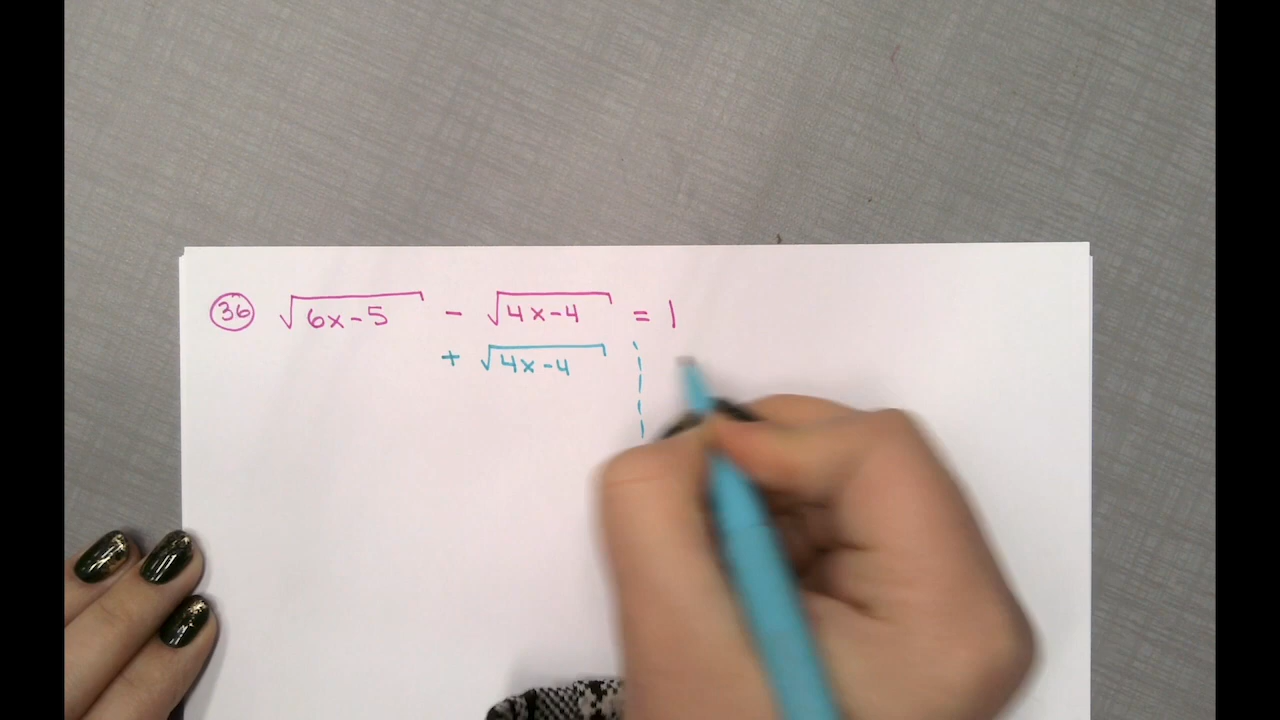 36 √6x-5 - √4x-4 = 1
+ √4x-4